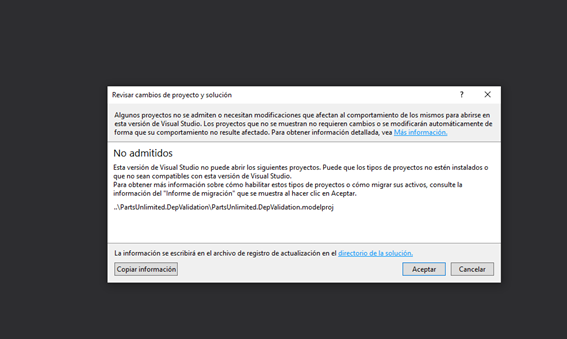 Revisar cambios de proyecto y solución
Algunos proyectos no se admiten o necesitan modificaciones que afectan al comportamiento de los mismos para abrirse en
esta versión de Visual Studio. Los proyectos que no se muestran no requieren cambios o se modificarán automáticamente de
forma que su comportamiento no resulte afectado. Para obtener información detallada, vea Más información.
No admitidos
Esta versión de Visual Studio no puede abrir los siguientes proyectos. Puede que los tipos de proyectos no estén instalados o
que no sean compatibles con esta versión de Visual Studio.
Para obtener más información sobre cómo habilitar estos tipos de proyectos o cómo migrar sus activos, consulte la
información del "Informe de migración" que se muestra al hacer clic en Aceptar.
..\PartsUnlimited.DepValidation\PartsUnlimited.DepValidation.modelproj
La información se escribirá en el archivo de registro de actualización en el directorio de la solución.
Copiar información
Aceptar
Cancelar